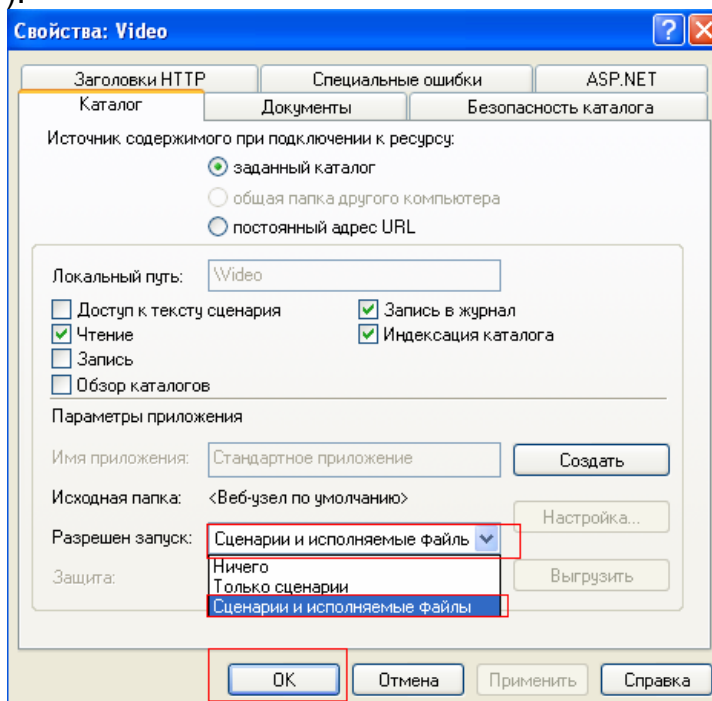 ).
Свойства: Video
Заголовки HTTP Специальные ошибки ASP.NET
Каталог Документы Безопасность каталога
Источник содержимого при подключении к ресурсу:
заданный каталог
общая папка другого компьютера
постоянный адрес URL
Локальный путь: \Video
Доступ к тексту сценария Запись в журнал
Чтение Индексация каталога
Запись
Обзор каталогов
Параметры приложения
Имя приложения: Стандартное приложение Создать
Исходная папка: <Веб-узел по умолчанию>
Настройка...
Разрешен запуск: Сценарии и исполняемые файль
Ничего
Защита: Выгрузить
Только сценарии
Сценарии и исполняемые файлы
OK Отмена Применить Справка